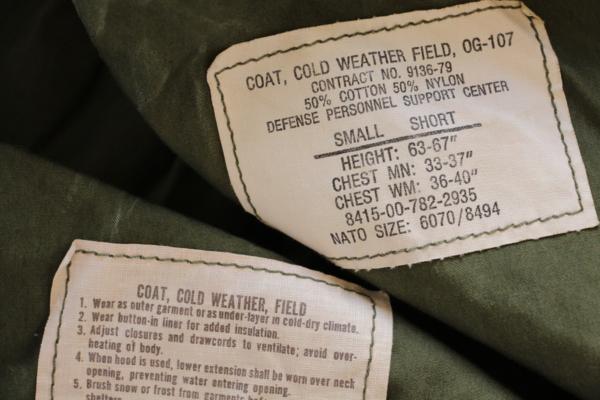 COAT, COLD WEATHER FIELD, OG-107
CONTRACT NO. 9136-79
50% COTTON 50% NYLON
DEFENSE PERSONNEL SUPPORT CENTER
SMALL SHORT
HEIGHT: 63-67"
CHEST MN: 33-37"
CHEST WM: 36-40"
8415-00-782-2935
NATO SIZE: 6070/8494
COAT, COLD WEATHER, FIELD
1. Wear as outer garment or as under-layer in cold-dry climate.
2. Wear button-in liner for added insulation.
3. Adjust closures and drawcords to ventilate; avoid over-
heating of body.
4. When hood is used, lower extension shall be worn over neck
opening, preventing water entering opening.
5. Brush snow or frost from garments